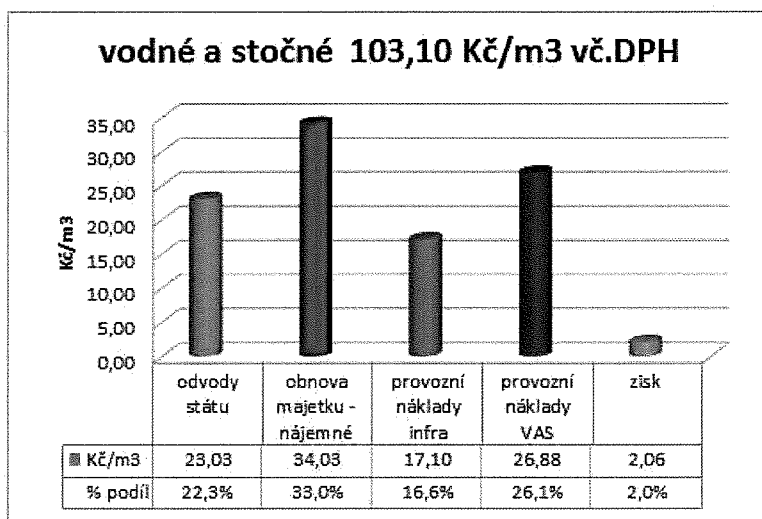 vodné a stočné 103,10 Kč/m3 vč.DPH
Kč/m3
35,00
30,00
25,00
20,00
15,00
10,00
5,00
0,00
odvody státu
obnova majetku - nájemné
provozní náklady infra
provozní náklady VAS
zisk
Kč/m3 23,03 34,03 17,10 26,88 2,06
% podíl 22,3% 33,0% 16,6% 26,1% 2,0%